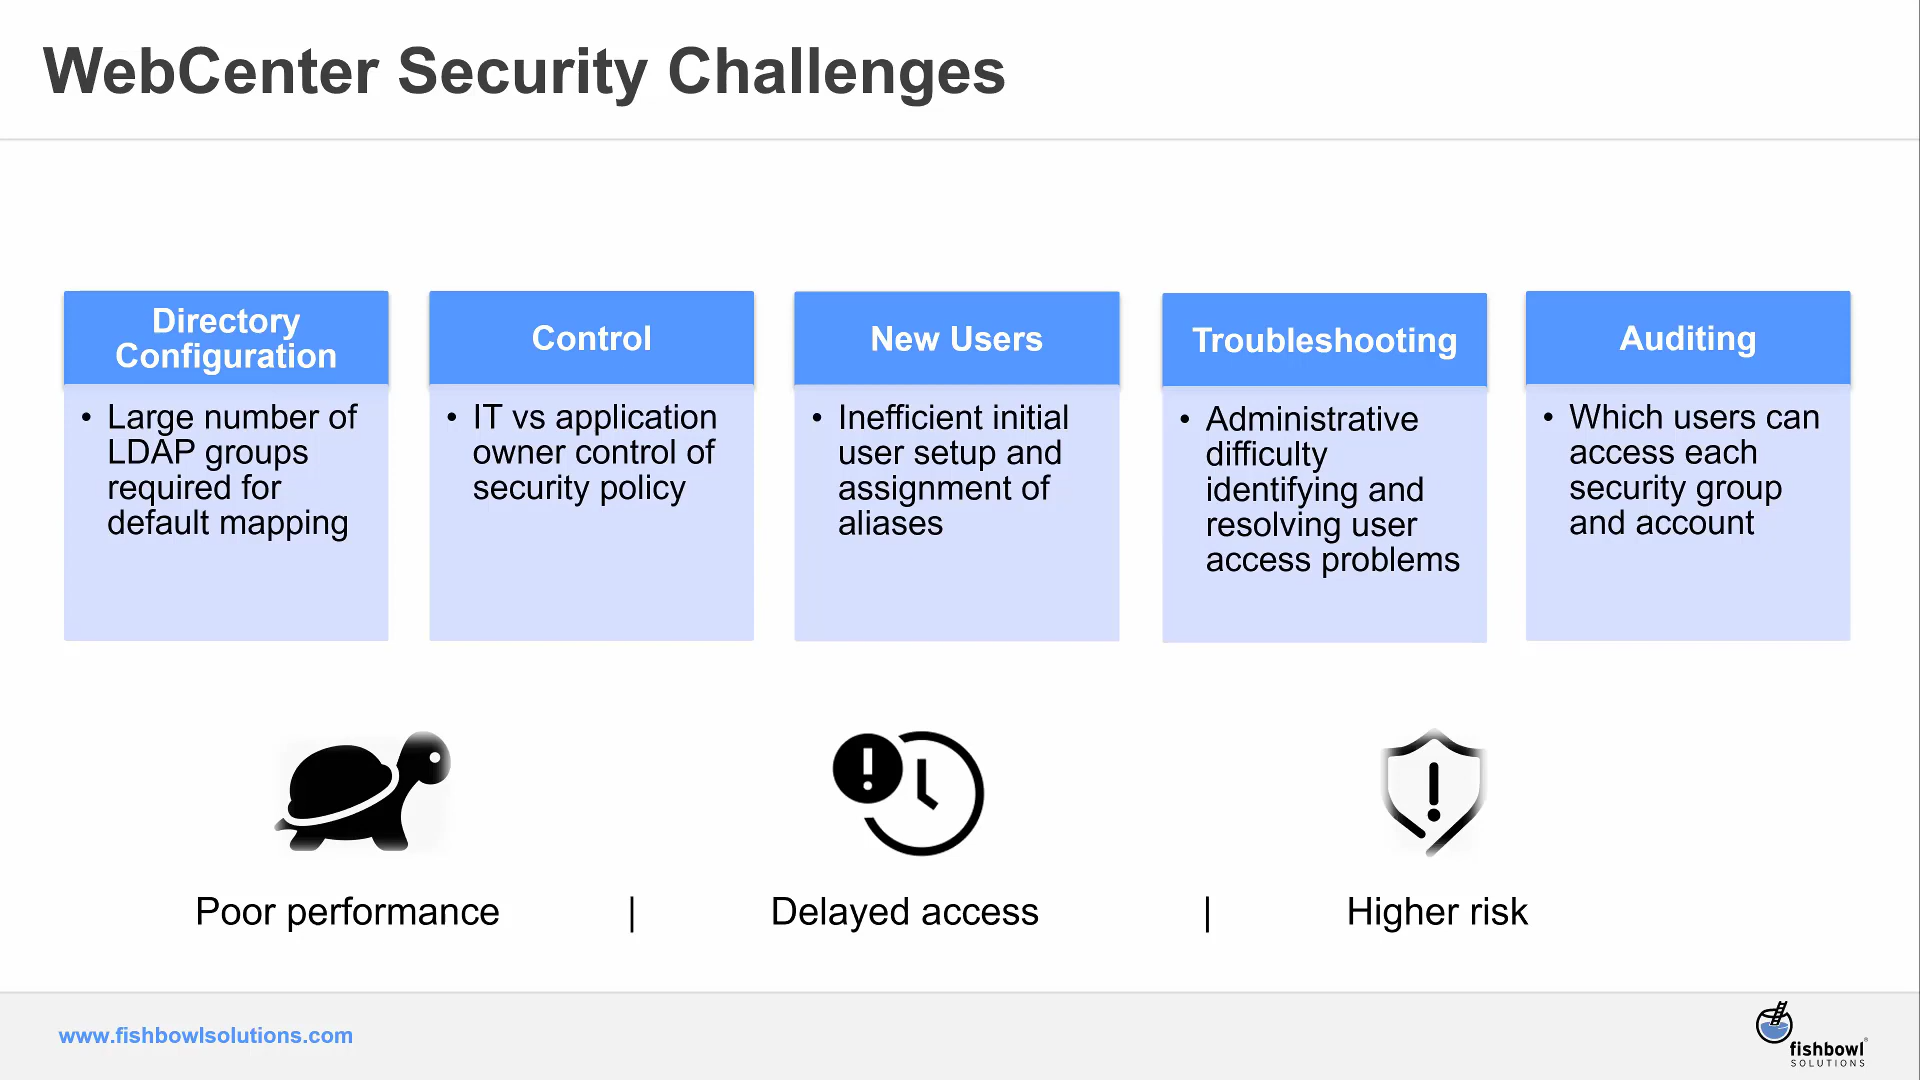 WebCenter Security Challenges
Directory
Configuration
• Large number of
LDAP groups
required for
default mapping
Control
• IT vs application
owner control of
security policy
New Users
• Inefficient initial
user setup and
assignment of
aliases
Troubleshooting
• Administrative
difficulty
identifying and
resolving user
access problems
Auditing
• Which users can
access each
security group
and account
Poor performance | Delayed access | Higher risk
www.fishbowlsolutions.com
fishbowl®
SOLUTIONS